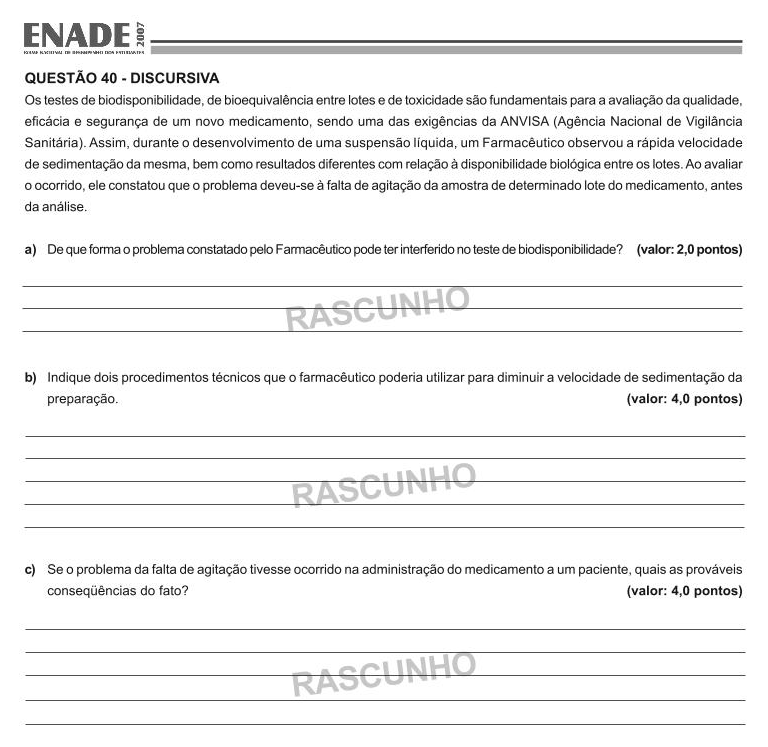 ENADE 2007
EXAME NACIONAL DE DESEMPENHO DOS ESTUDANTES
QUESTÃO 40 - DISCURSIVA
Os testes de biodisponibilidade, de bioequivalência entre lotes e de toxicidade são fundamentais para a avaliação da qualidade,
eficácia e segurança de um novo medicamento, sendo uma das exigências da ANVISA (Agência Nacional de Vigilância
Sanitária). Assim, durante o desenvolvimento de uma suspensão líquida, um Farmacêutico observou a rápida velocidade
de sedimentação da mesma, bem como resultados diferentes com relação à disponibilidade biológica entre os lotes. Ao avaliar
o ocorrido, ele constatou que o problema deveu-se à falta de agitação da amostra de determinado lote do medicamento, antes
da análise.
a) De que forma o problema constatado pelo Farmacêutico pode ter interferido no teste de biodisponibilidade? (valor: 2,0 pontos)
RASCUNHO
b) Indique dois procedimentos técnicos que o farmacêutico poderia utilizar para diminuir a velocidade de sedimentação da
preparação. (valor: 4,0 pontos)
RASCUNHO
c) Se o problema da falta de agitação tivesse ocorrido na administração do medicamento a um paciente, quais as prováveis
conseqüências do fato? (valor: 4,0 pontos)
RASCUNHO